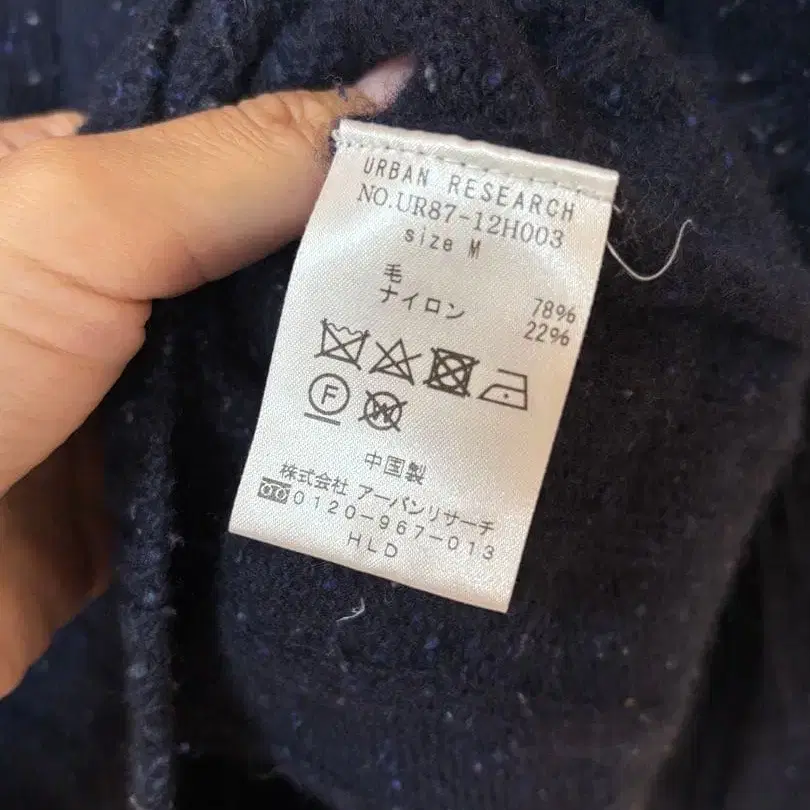 URBAN RESEARCH
NO.UR87-12H003
size M
毛 78%
ナイロン 22%
F
W
中国製
株式会社 アーバンリサーチ
0120-967-013
HLD